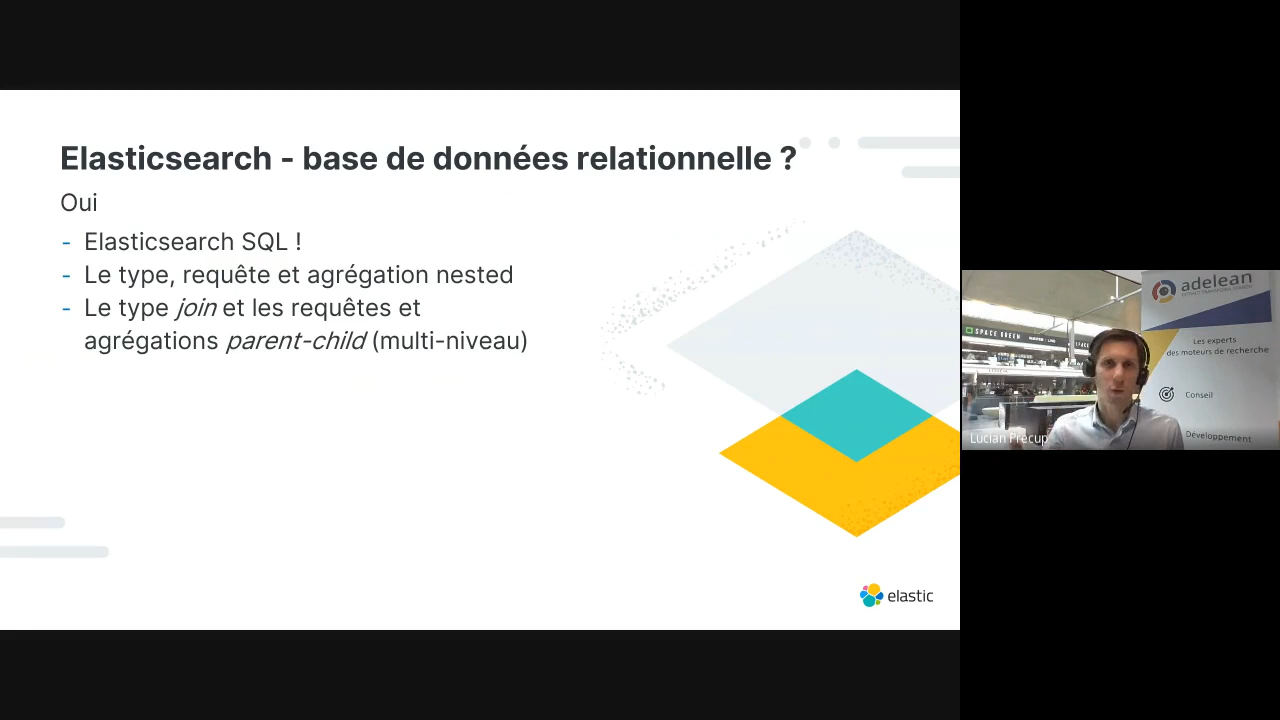 Elasticsearch - base de données relationnelle ?
Oui
- Elasticsearch SQL !
- Le type, requête et agrégation nested
- Le type join et les requêtes et
agrégations parent-child (multi-niveau)
elastic
adelean
SPACE GREEN
Les experts
des moteurs de recherche
Conseil
Développement
Lucian Precup